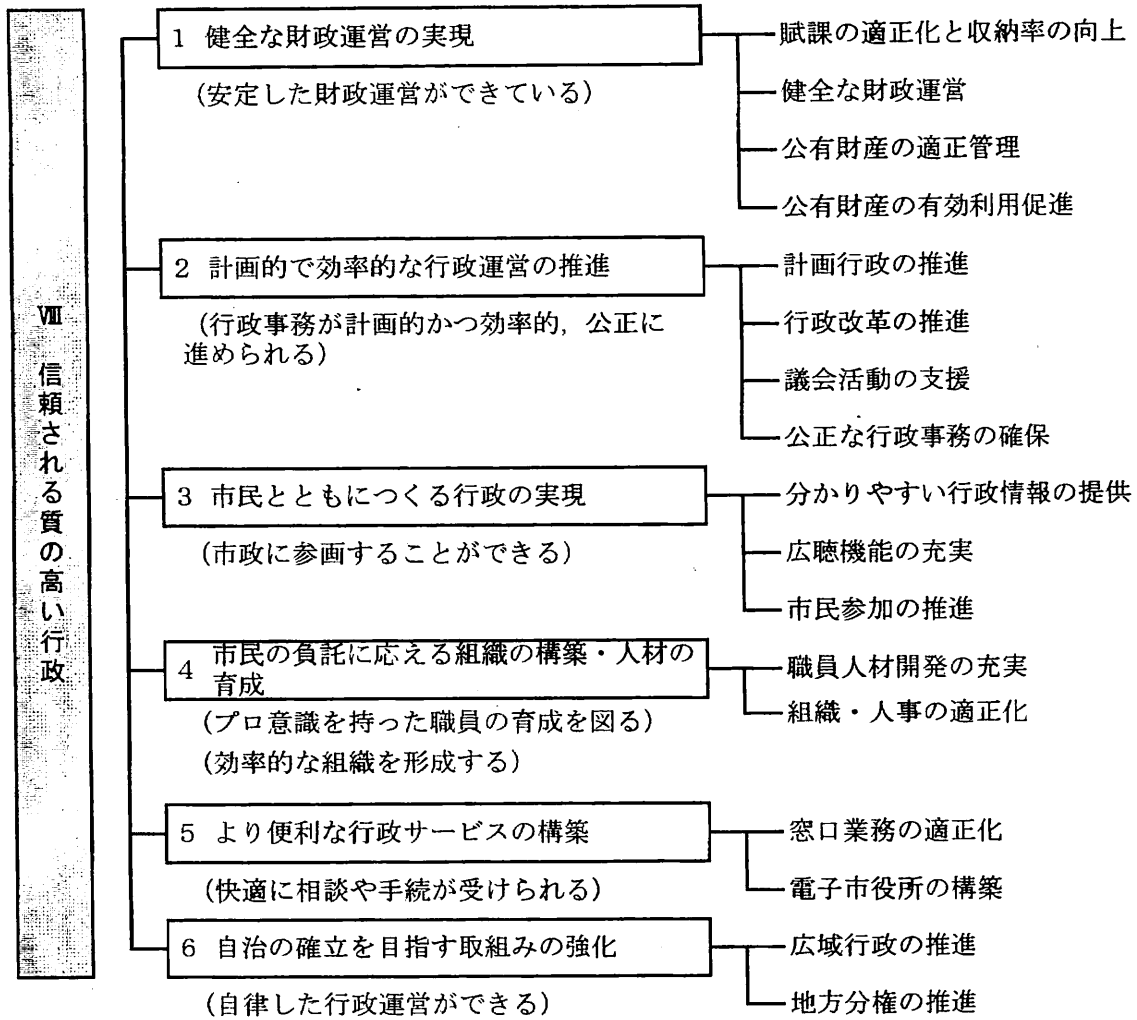 Ⅷ 信頼される質の高い行政
1 健全な財政運営の実現
(安定した財政運営ができている)
賦課の適正化と収納率の向上
健全な財政運営
公有財産の適正管理
公有財産の有効利用促進
2 計画的で効率的な行政運営の推進
(行政事務が計画的かつ効率的，公正に
進められる)
計画行政の推進
行政改革の推進
議会活動の支援
公正な行政事務の確保
3 市民とともにつくる行政の実現
(市政に参画することができる)
分かりやすい行政情報の提供
広聴機能の充実
市民参加の推進
4 市民の負託に応える組織の構築・人材の
育成
(プロ意識を持った職員の育成を図る)
(効率的な組織を形成する)
職員人材開発の充実
組織・人事の適正化
5 より便利な行政サービスの構築
(快適に相談や手続が受けられる)
窓口業務の適正化
電子市役所の構築
6 自治の確立を目指す取組みの強化
(自律した行政運営ができる)
広域行政の推進
地方分権の推進